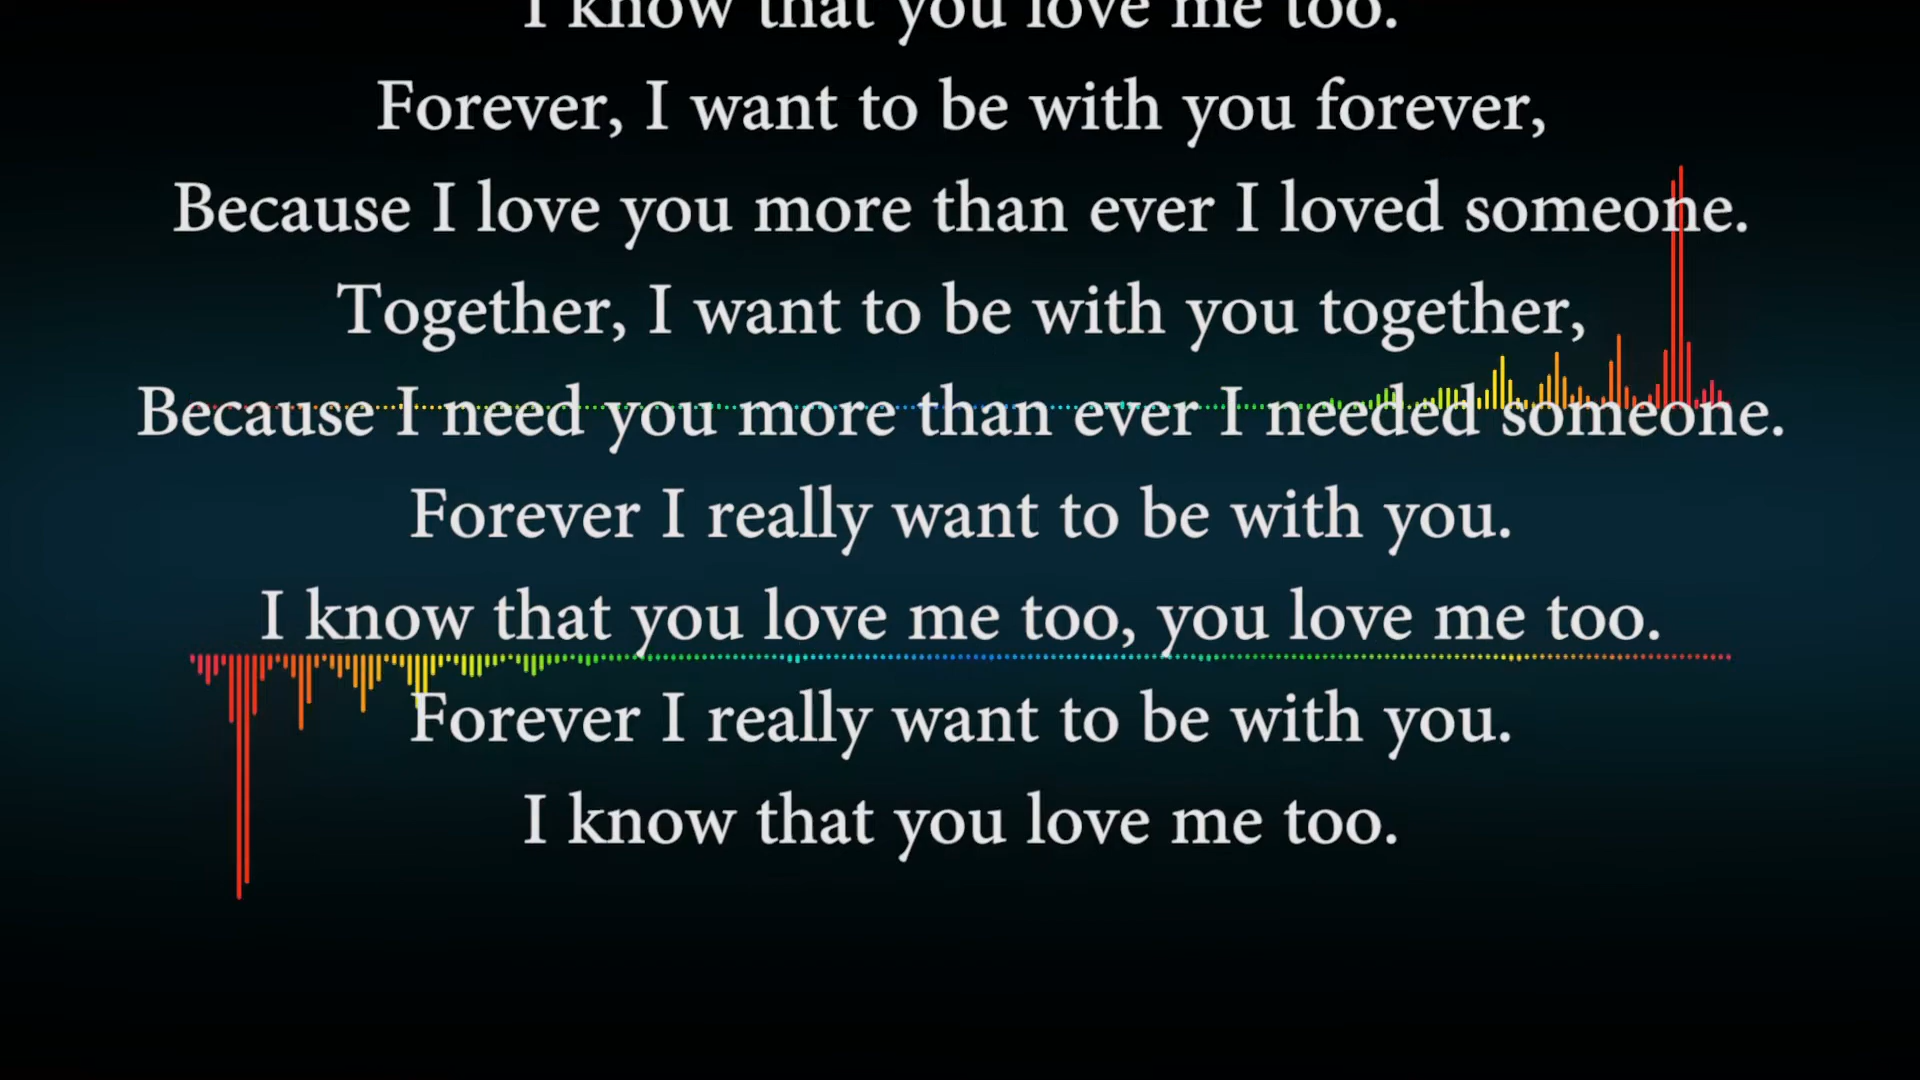 I know that you love me too.
Forever, I want to be with you forever,
Because I love you more than ever I loved someone.
Together, I want to be with you together,
Because I need you more than ever I needed someone.
Forever I really want to be with you.
I know that you love me too, you love me too.
Forever I really want to be with you.
I know that you love me too.